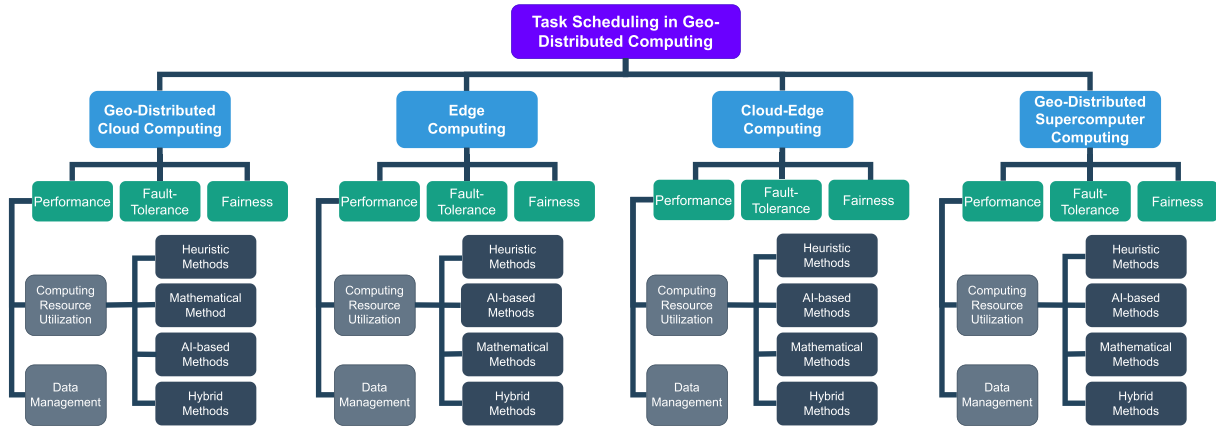 Task Scheduling in Geo-
Distributed Computing
Geo-Distributed
Cloud Computing
Edge
Computing
Cloud-Edge
Computing
Geo-Distributed
Supercomputer
Computing
Performance
Fault-
Tolerance
Fairness
Performance
Fault-
Tolerance
Fairness
Performance
Fault-
Tolerance
Fairness
Performance
Fault-
Tolerance
Fairness
Computing
Resource
Utilization
Data
Management
Heuristic
Methods
Mathematical
Method
AI-based
Methods
Hybrid
Methods
Computing
Resource
Utilization
Data
Management
Heuristic
Methods
AI-based
Methods
Mathematical
Methods
Hybrid
Methods
Computing
Resource
Utilization
Data
Management
Heuristic
Methods
AI-based
Methods
Mathematical
Methods
Hybrid
Methods
Computing
Resource
Utilization
Data
Management
Heuristic
Methods
AI-based
Methods
Mathematical
Methods
Hybrid
Methods